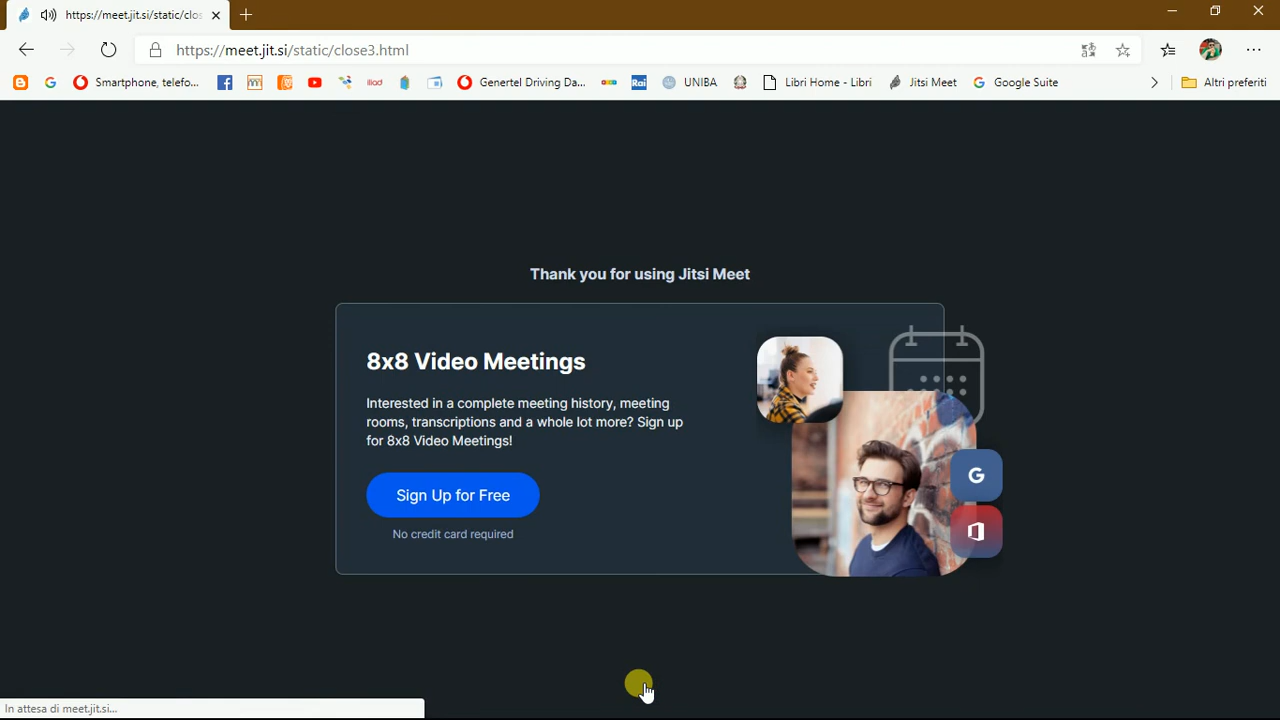 https://meet.jit.si/static/clos
https://meet.jit.si/static/close3.html
Smartphone, telefo... Genertel Driving Da... Rai UNIBA Libri Home - Libri Jitsi Meet Google Suite Altri preferiti
Thank you for using Jitsi Meet
8x8 Video Meetings
Interested in a complete meeting history, meeting
rooms, transcriptions and a whole lot more? Sign up
for 8x8 Video Meetings!
Sign Up for Free
No credit card required
In attesa di meet.jit.si...